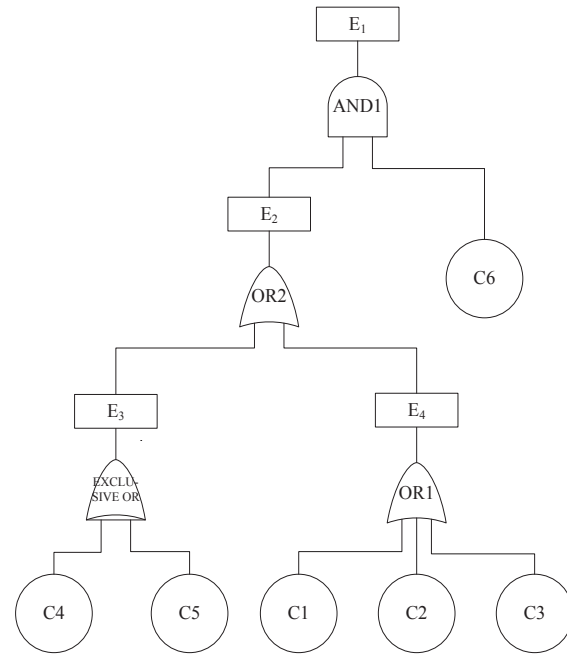 E₁
AND1
E₂
C6
OR2
E₃
E₄
EXCLU-
SIVE OR
OR1
C4
C5
C1
C2
C3